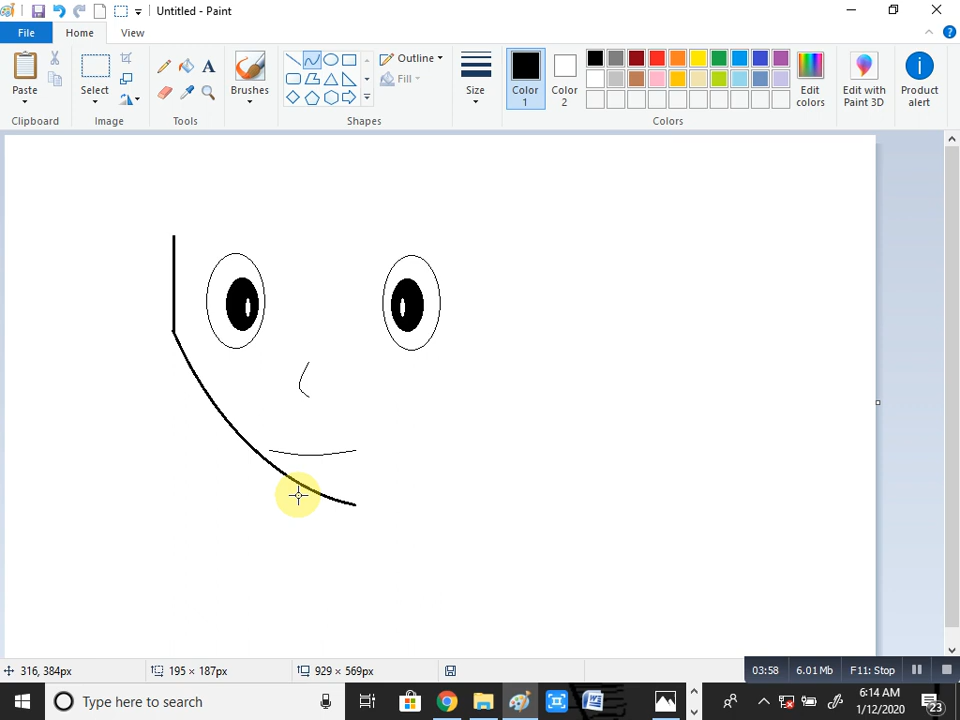 Untitled - Paint
File
Home
View
Paste
Select
A
Brushes
Outline
Fill
Size
Color
1
Color
2
Edit
colors
Edit with
Paint 3D
Product
alert
Clipboard
Image
Tools
Shapes
Colors
316, 384px
195 × 187px
929 × 569px
03:58
6.01 Mb
F11: Stop
Type here to search
6:14 AM
1/12/2020
23